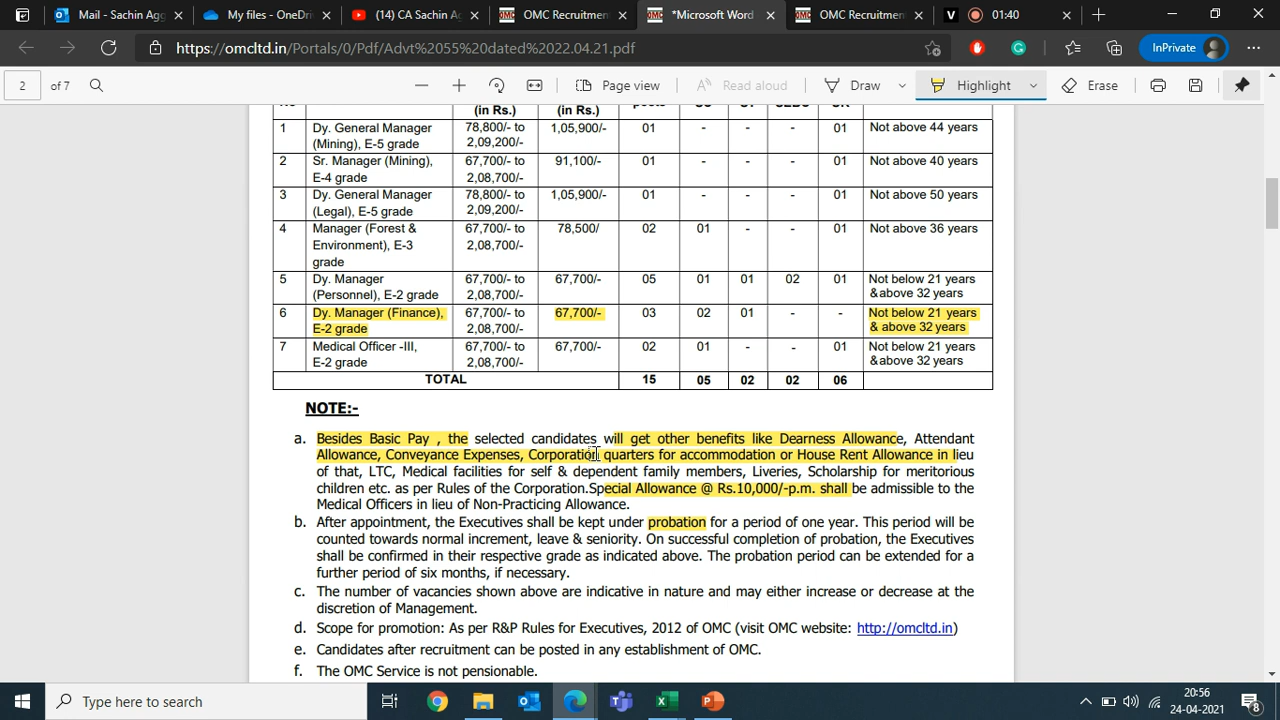 Mail - Sachin Agg
My files - OneDri
(14) CA Sachin Ag
OMC Recruitmen
*Microsoft Word
OMC Recruitmen
V
01:40
https://omcltd.in/Portals/0/Pdf/Advt%2055%20dated%2022.04.21.pdf
InPrivate
2 of 7
Page view
Read aloud
Draw
Highlight
Erase
(in Rs.) (in Rs.) posts
1 Dy. General Manager 78,800/- to 1,05,900/- 01 - - - 01 Not above 44 years
(Mining), E-5 grade 2,09,200/-
2 Sr. Manager (Mining), 67,700/- to 91,100/- 01 - - - 01 Not above 40 years
E-4 grade 2,08,700/-
3 Dy. General Manager 78,800/- to 1,05,900/- 01 - - - 01 Not above 50 years
(Legal), E-5 grade 2,09,200/-
4 Manager (Forest & 67,700/- to 78,500/ 02 01 - - 01 Not above 36 years
Environment), E-3 2,08,700/-
grade
5 Dy. Manager 67,700/- to 67,700/- 05 01 01 02 01 Not below 21 years
(Personnel), E-2 grade 2,08,700/- &above 32 years
6 Dy. Manager (Finance), 67,700/- to 67,700/- 03 02 01 - - Not below 21 years
E-2 grade 2,08,700/- & above 32 years
7 Medical Officer -III, 67,700/- to 67,700/- 02 01 - - 01 Not below 21 years
E-2 grade 2,08,700/- &above 32 years
TOTAL 15 05 02 02 06
NOTE:-
a. Besides Basic Pay , the selected candidates will get other benefits like Dearness Allowance, Attendant
Allowance, Conveyance Expenses, Corporation quarters for accommodation or House Rent Allowance in lieu
of that, LTC, Medical facilities for self & dependent family members, Liveries, Scholarship for meritorious
children etc. as per Rules of the Corporation.Special Allowance @ Rs.10,000/-p.m. shall be admissible to the
Medical Officers in lieu of Non-Practicing Allowance.
b. After appointment, the Executives shall be kept under probation for a period of one year. This period will be
counted towards normal increment, leave & seniority. On successful completion of probation, the Executives
shall be confirmed in their respective grade as indicated above. The probation period can be extended for a
further period of six months, if necessary.
c. The number of vacancies shown above are indicative in nature and may either increase or decrease at the
discretion of Management.
d. Scope for promotion: As per R&P Rules for Executives, 2012 of OMC (visit OMC website: http://omcltd.in)
e. Candidates after recruitment can be posted in any establishment of OMC.
f. The OMC Service is not pensionable.
Type here to search
20:56
24-04-2021
8